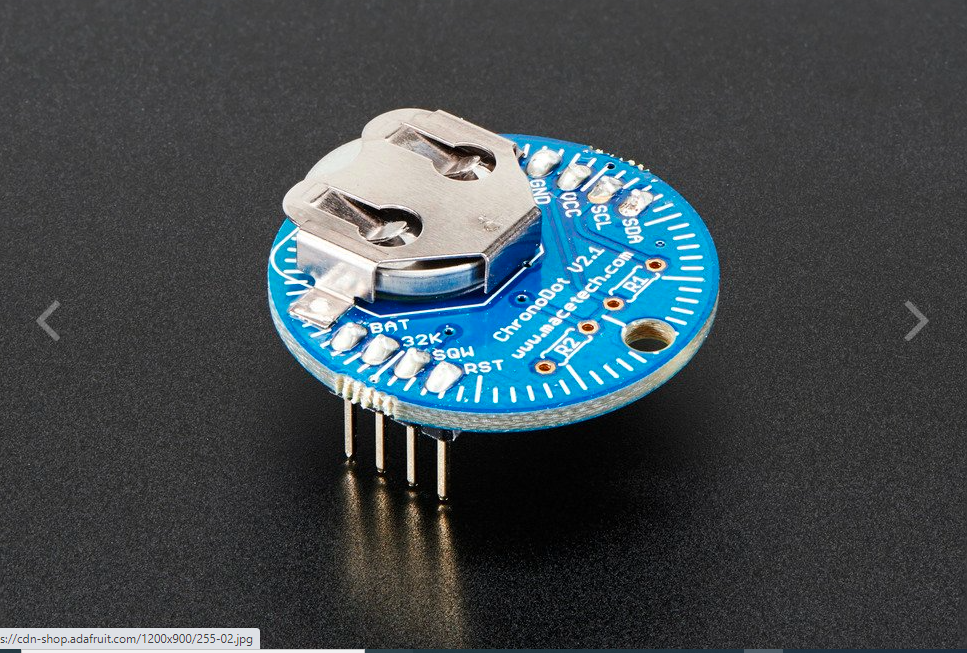 GND
VCC
SCL
SDA
ChronoDot V2.1
www.macetech.com
R1
R2
BAT
32K
SQW
RST
s://cdn-shop.adafruit.com/1200x900/255-02.jpg